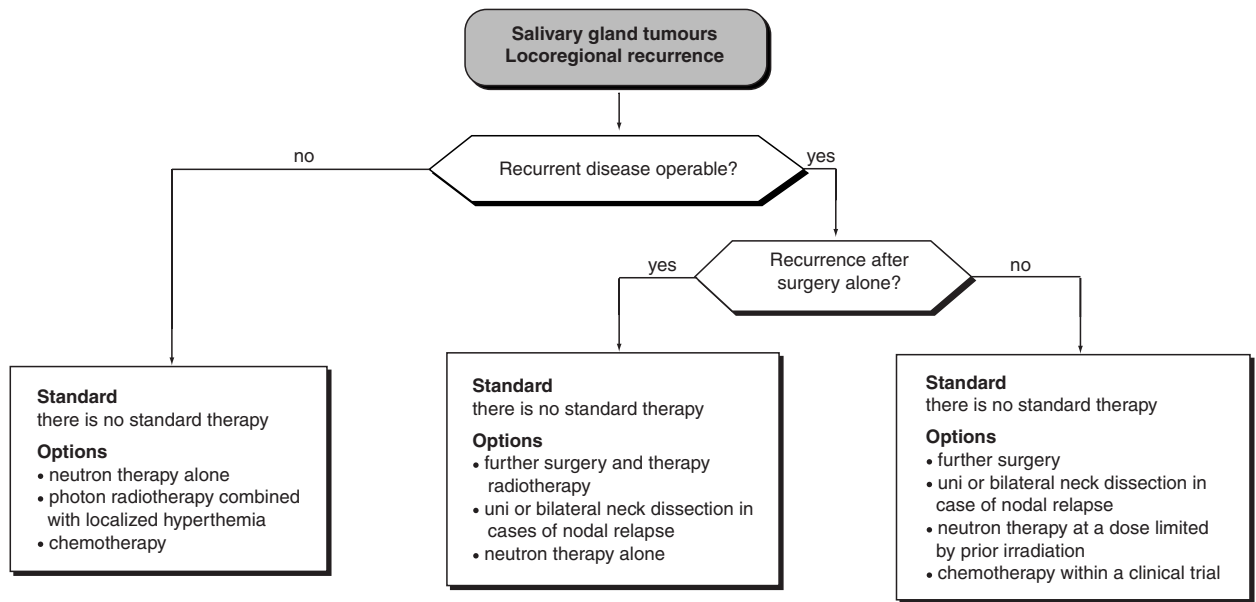 Salivary gland tumours
Locoregional recurrence
no
Recurrent disease operable?
yes
yes
Recurrence after
surgery alone?
no
Standard
there is no standard therapy
Options
• neutron therapy alone
• photon radiotherapy combined
with localized hyperthemia
• chemotherapy
Standard
there is no standard therapy
Options
• further surgery and therapy
radiotherapy
• uni or bilateral neck dissection in
cases of nodal relapse
• neutron therapy alone
Standard
there is no standard therapy
Options
• further surgery
• uni or bilateral neck dissection in
case of nodal relapse
• neutron therapy at a dose limited
by prior irradiation
• chemotherapy within a clinical trial